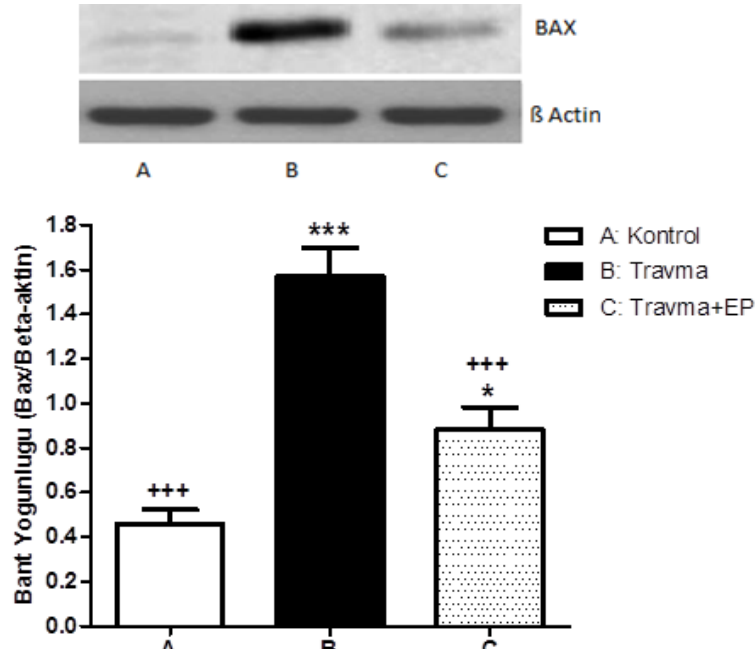 BAX
ß Actin
A B C
Bant Yogunlugu (Bax/Beta-aktin)
1.8
1.6
1.4
1.2
1.0
0.8
0.6
0.4
0.2
0.0
+++
***
+++
*
A B C
A: Kontrol
B: Travma
C: Travma+EP